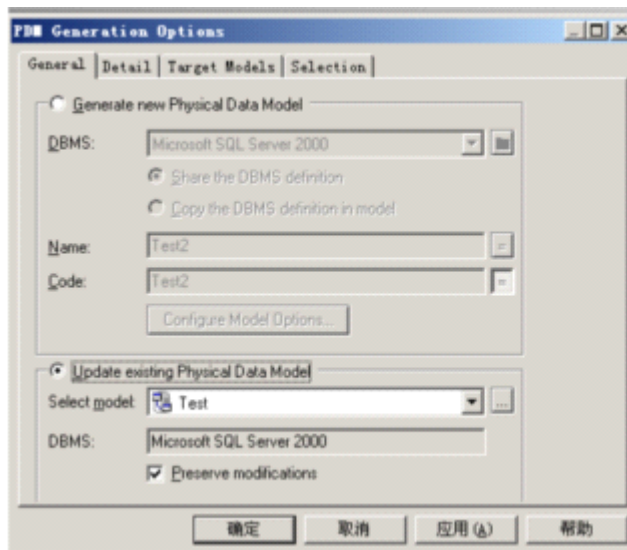 PDM Generation Options
General Detail Target Models Selection
Generate new Physical Data Model
DBMS: Microsoft SQL Server 2000
Share the DBMS definition
Copy the DBMS definition in model
Name: Test2 =
Code: Test2 =
Configure Model Options...
Update existing Physical Data Model
Select model: Test ...
DBMS: Microsoft SQL Server 2000
Preserve modifications
确定 取消 应用(A) 帮助